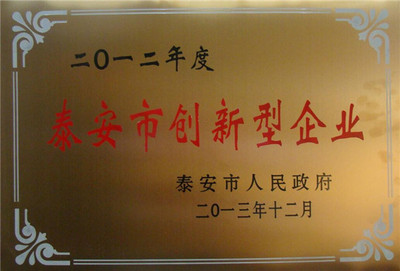 二〇一二年度
泰安市创新型企业
泰安市人民政府
二〇一三年十二月